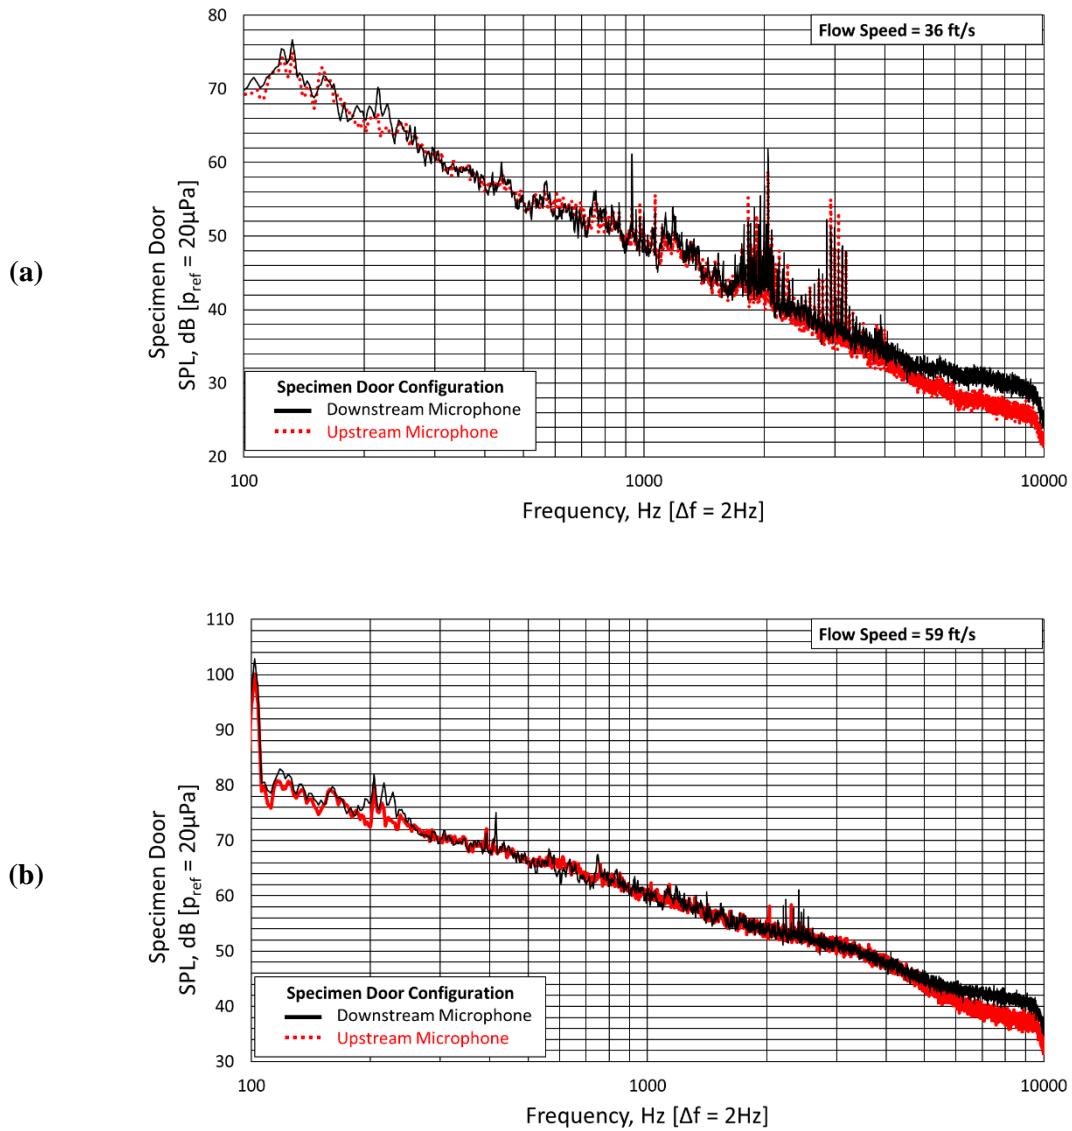 (a)
Flow Speed = 36 ft/s
80
70
60
50
40
30
20
Specimen Door
SPL, dB [pref = 20µPa]
Specimen Door Configuration
Downstream Microphone
Upstream Microphone
100
1000
10000
Frequency, Hz [Δf = 2Hz]
(b)
Flow Speed = 59 ft/s
110
100
90
80
70
60
50
40
30
Specimen Door
SPL, dB [pref = 20µPa]
Specimen Door Configuration
Downstream Microphone
Upstream Microphone
100
1000
10000
Frequency, Hz [Δf = 2Hz]